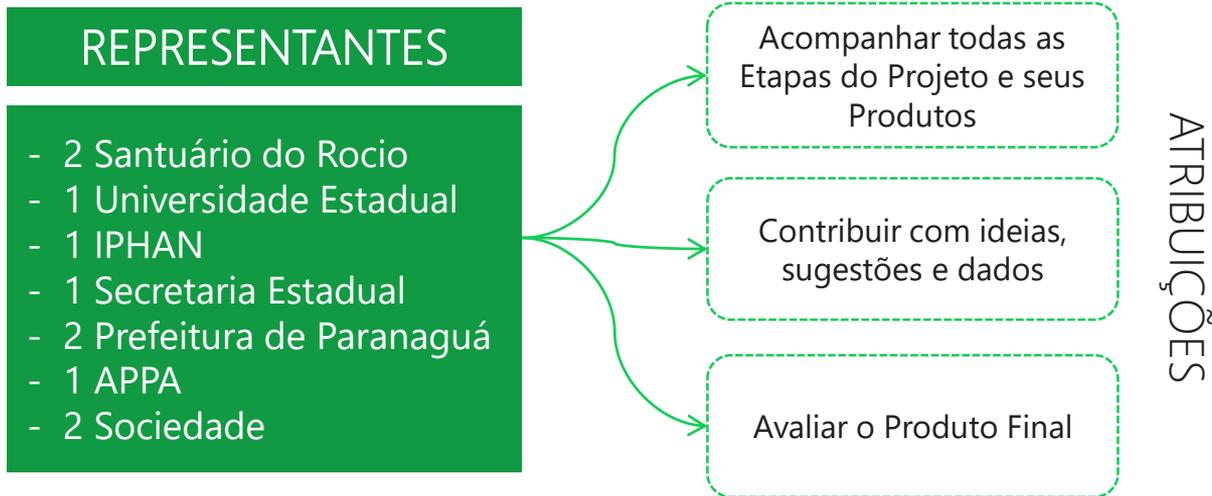 REPRESENTANTES
- 2 Santuário do Rocio
- 1 Universidade Estadual
- 1 IPHAN
- 1 Secretaria Estadual
- 2 Prefeitura de Paranaguá
- 1 APPA
- 2 Sociedade
Acompanhar todas as
Etapas do Projeto e seus
Produtos
Contribuir com ideias,
sugestões e dados
Avaliar o Produto Final
ATRIBUIÇÕES